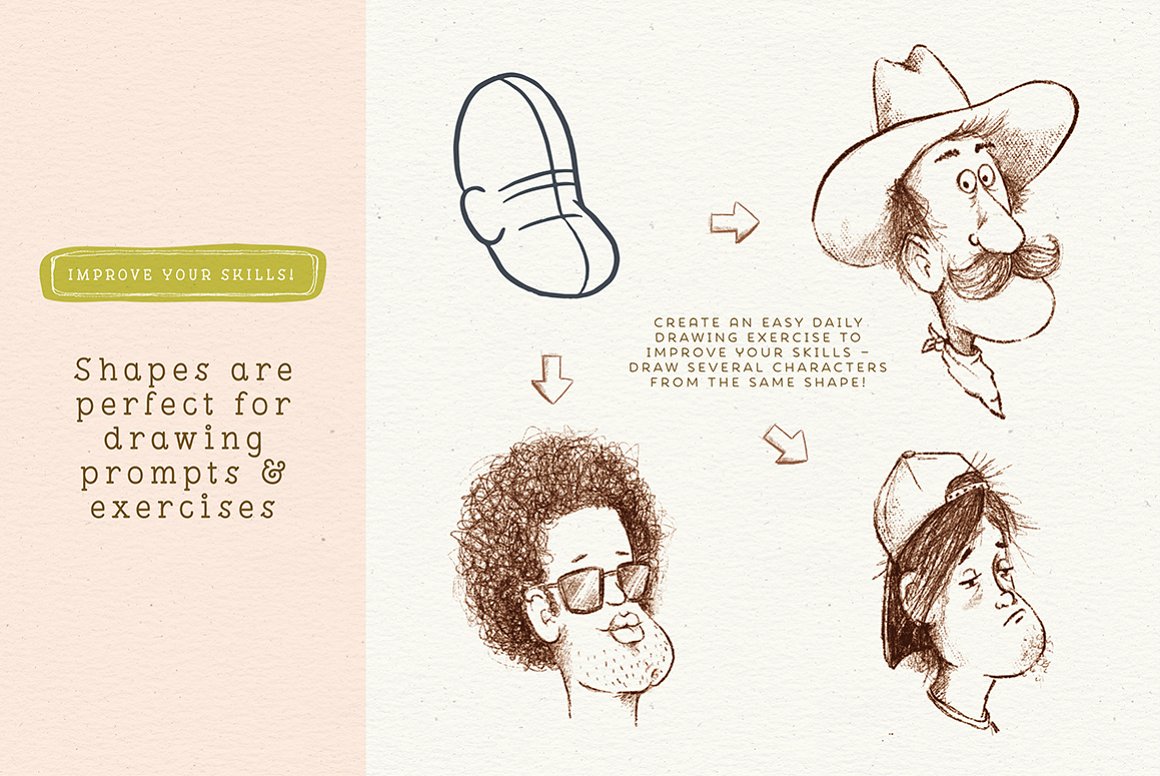 IMPROVE YOUR SKILLS!
Shapes are
perfect for
drawing
prompts &
exercises
CREATE AN EASY DAILY
DRAWING EXERCISE TO
IMPROVE YOUR SKILLS –
DRAW SEVERAL CHARACTERS
FROM THE SAME SHAPE!